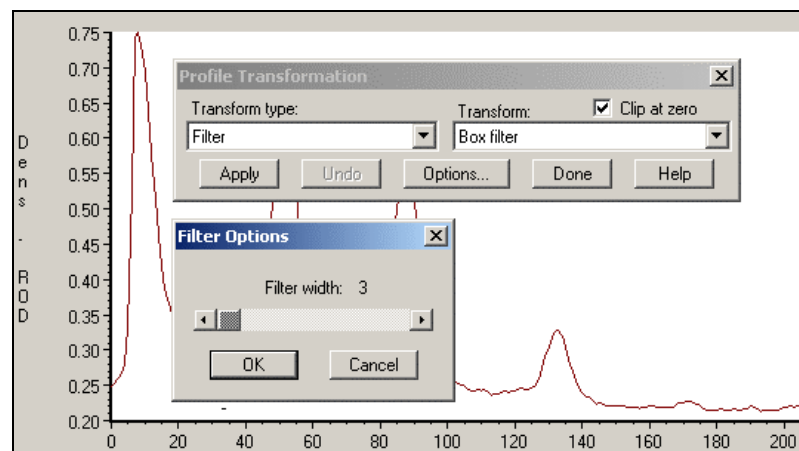 Dens - ROD
0.75
0.70
0.65
0.60
0.55
0.50
0.45
0.40
0.35
0.30
0.25
0.20
Profile Transformation
Transform type:
Transform:
Clip at zero
Filter
Box filter
Apply
Undo
Options...
Done
Help
Filter Options
Filter width: 3
OK
Cancel
0 20 40 60 80 100 120 140 160 180 200